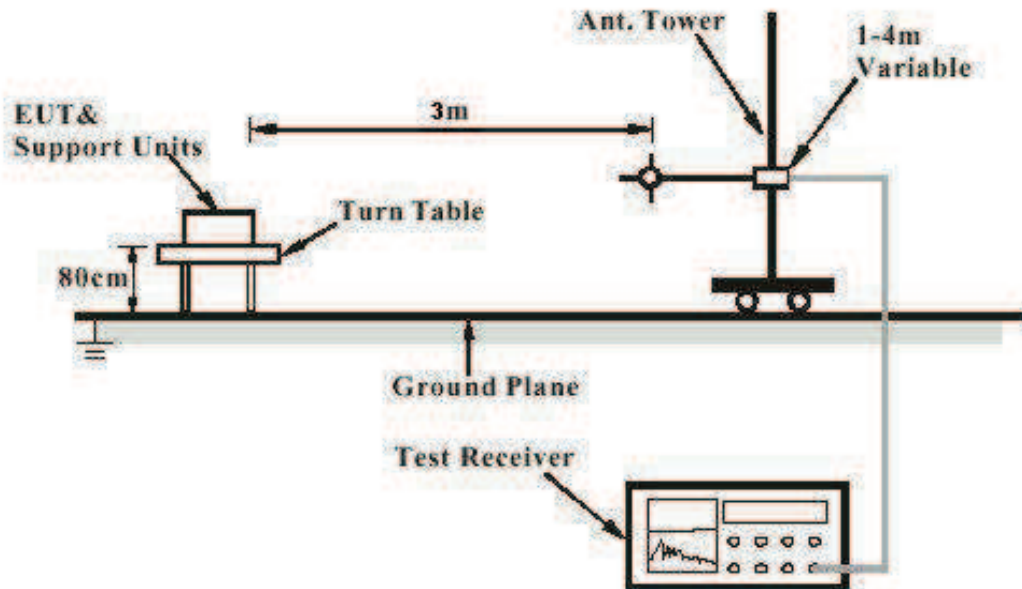 Ant. Tower
1-4m
Variable
EUT&
Support Units
3m
Turn Table
80cm
Ground Plane
Test Receiver